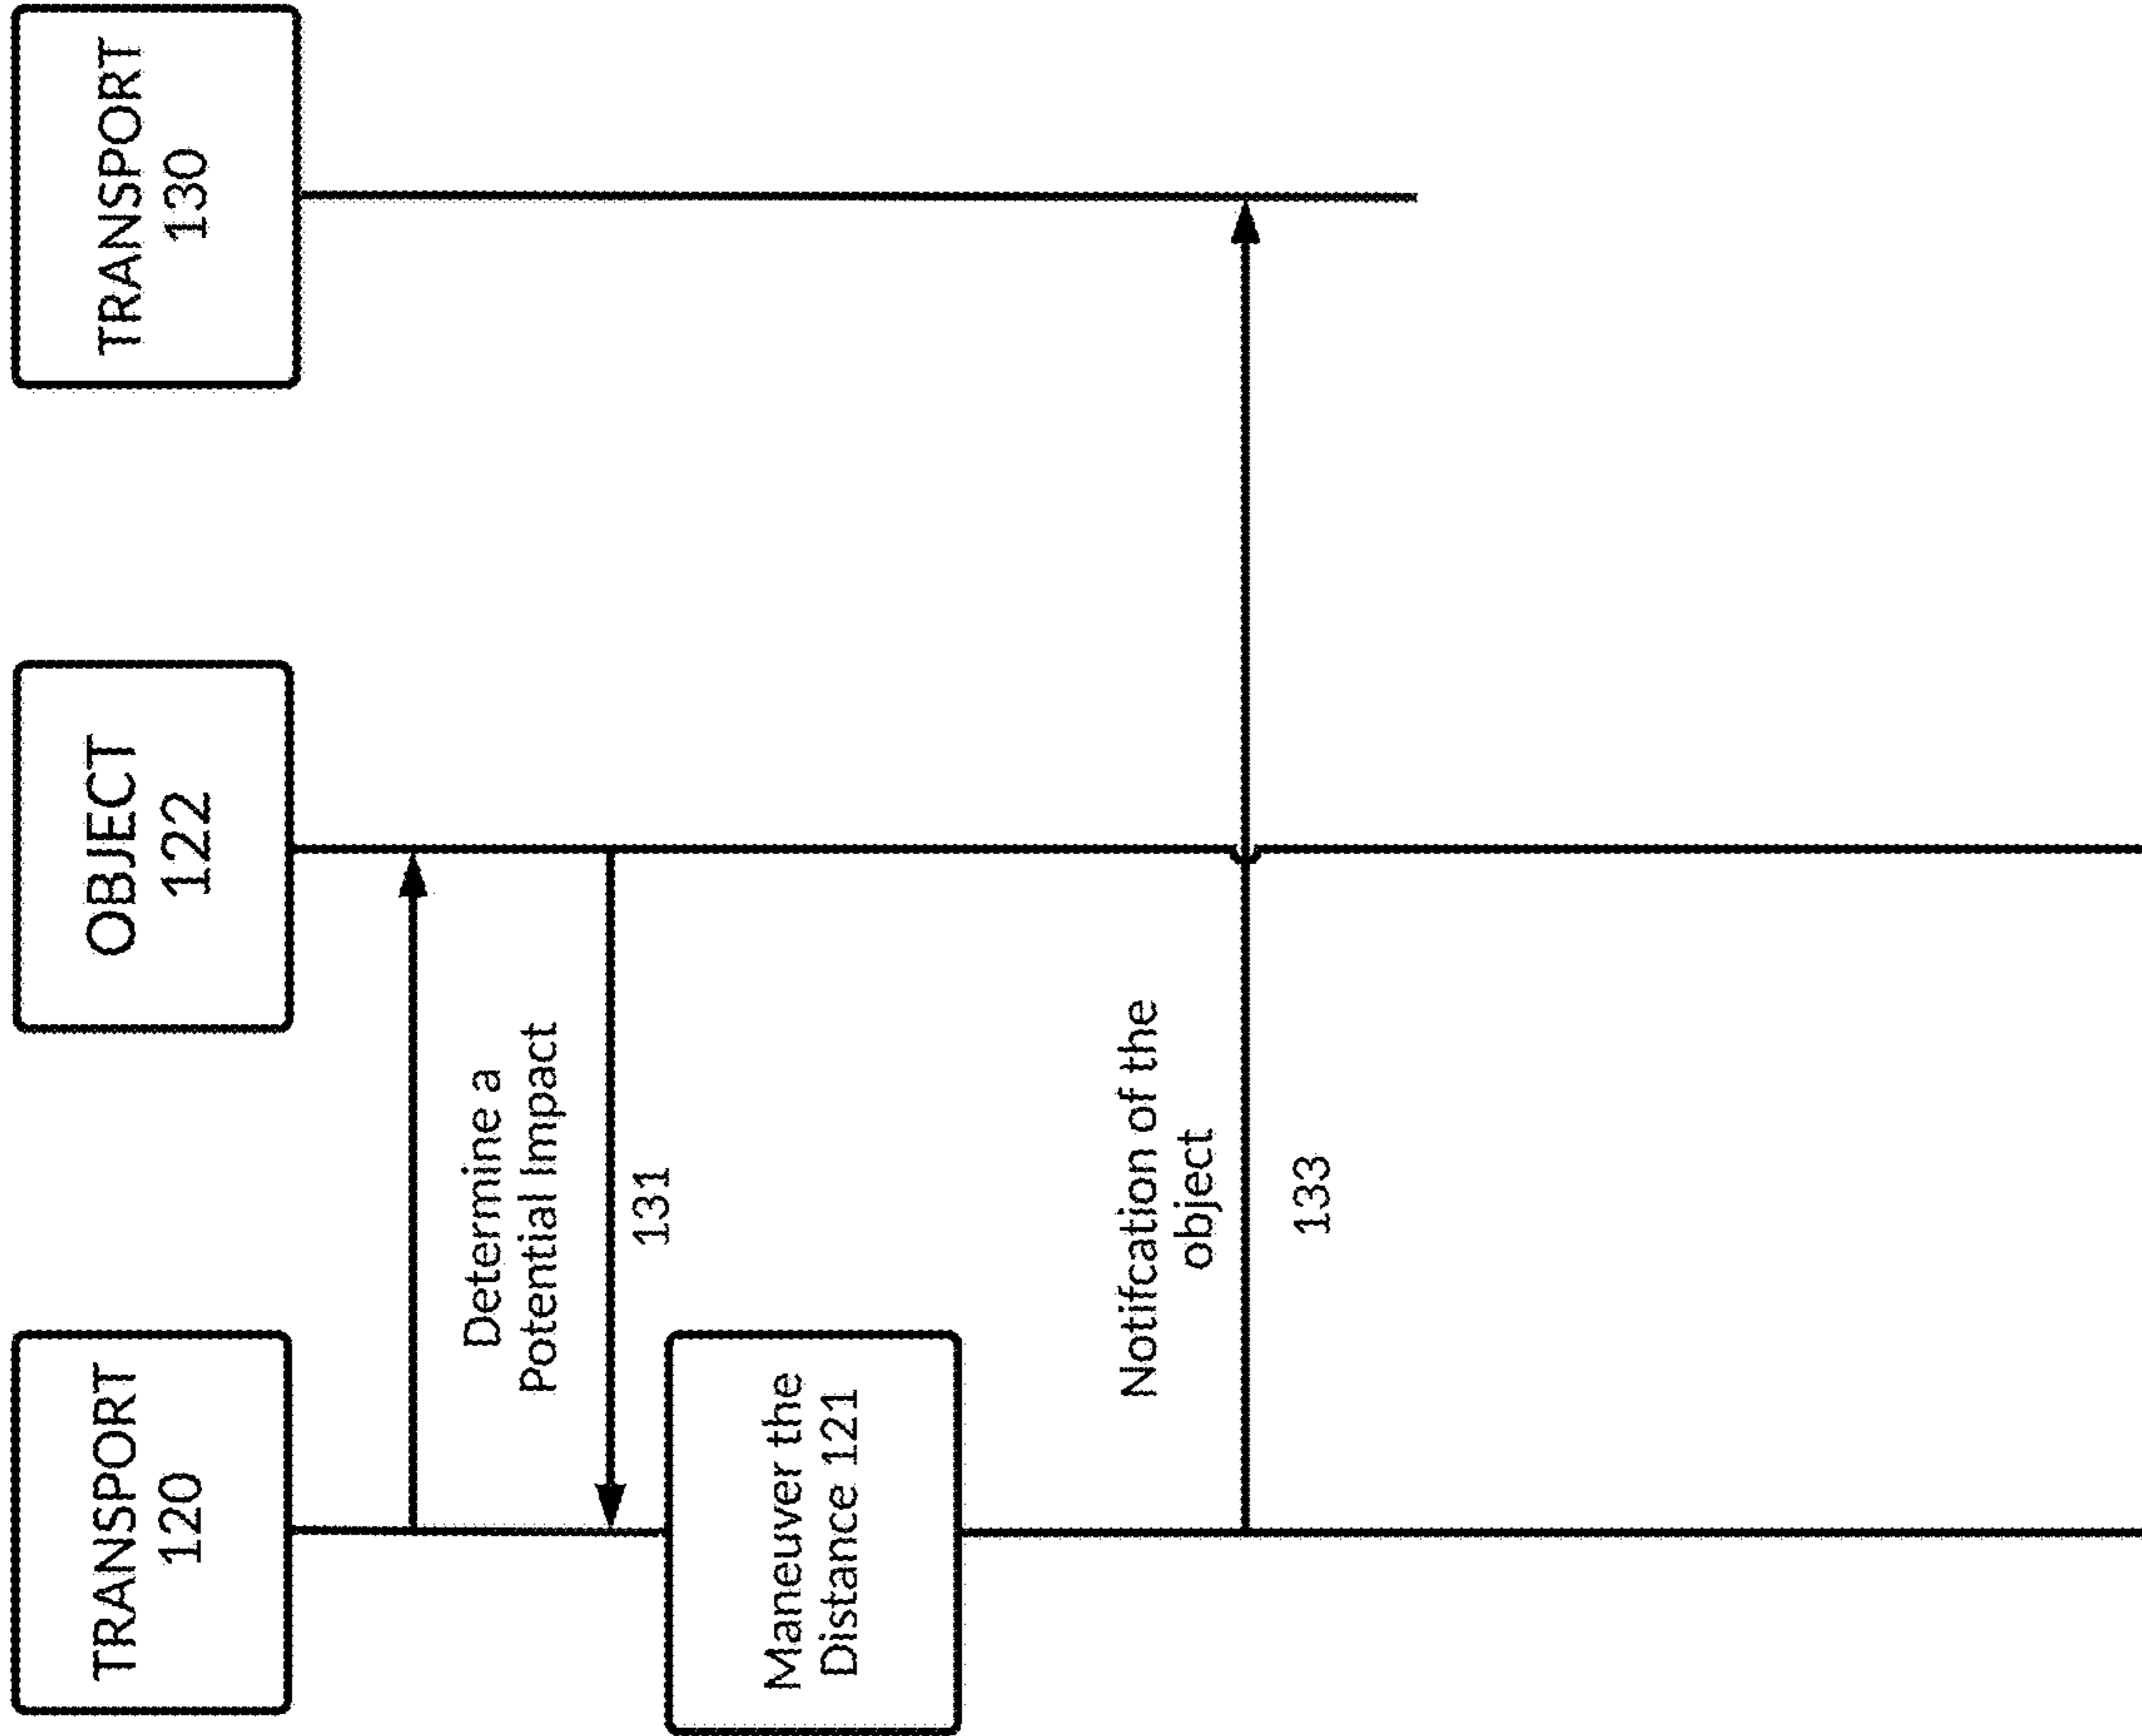 TRANSPORT
120
OBJECT
122
TRANSPORT
130
Determine a
Potential Impact
131
Maneuver the
Distance 121
Notifcation of the
object
133